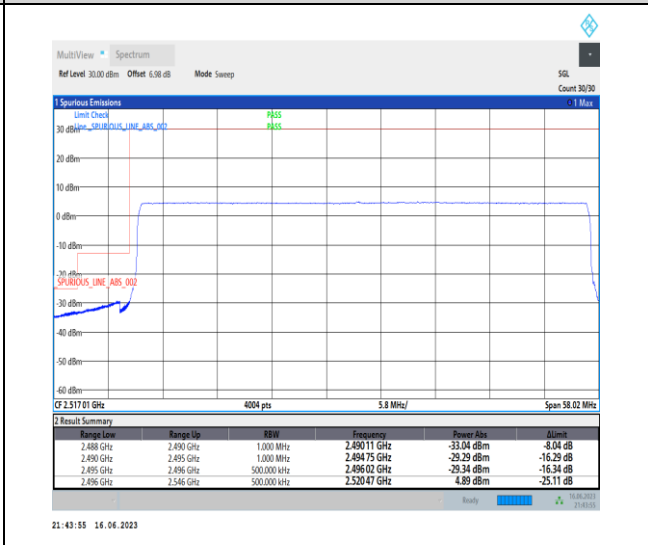 MultiView Spectrum
Ref Level 30.00 dBm Offset 6.98 dB Mode Sweep SGL
Count 30/30
1 Spurious Emissions 1 Max
Limit Check PASS
Line _SPURIOUS_LINE_ABS_002 PASS
30 dBm
20 dBm
10 dBm
0 dBm
-10 dBm
-20 dBm
_SPURIOUS_LINE_ABS_002
-30 dBm
-40 dBm
-50 dBm
-60 dBm
CF 2.51701 GHz 4004 pts 5.8 MHz/ Span 58.02 MHz
2 Result Summary
Range Low Range Up RBW Frequency Power Abs ΔLimit
2.488 GHz 2.490 GHz 1.000 MHz 2.49011 GHz -33.04 dBm -8.04 dB
2.490 GHz 2.495 GHz 1.000 MHz 2.49475 GHz -29.29 dBm -16.29 dB
2.495 GHz 2.496 GHz 500.000 kHz 2.49602 GHz -29.34 dBm -16.34 dB
2.496 GHz 2.546 GHz 500.000 kHz 2.52047 GHz 4.89 dBm -25.11 dB
Ready 16.06.2023
21:43:55
21:43:55 16.06.2023